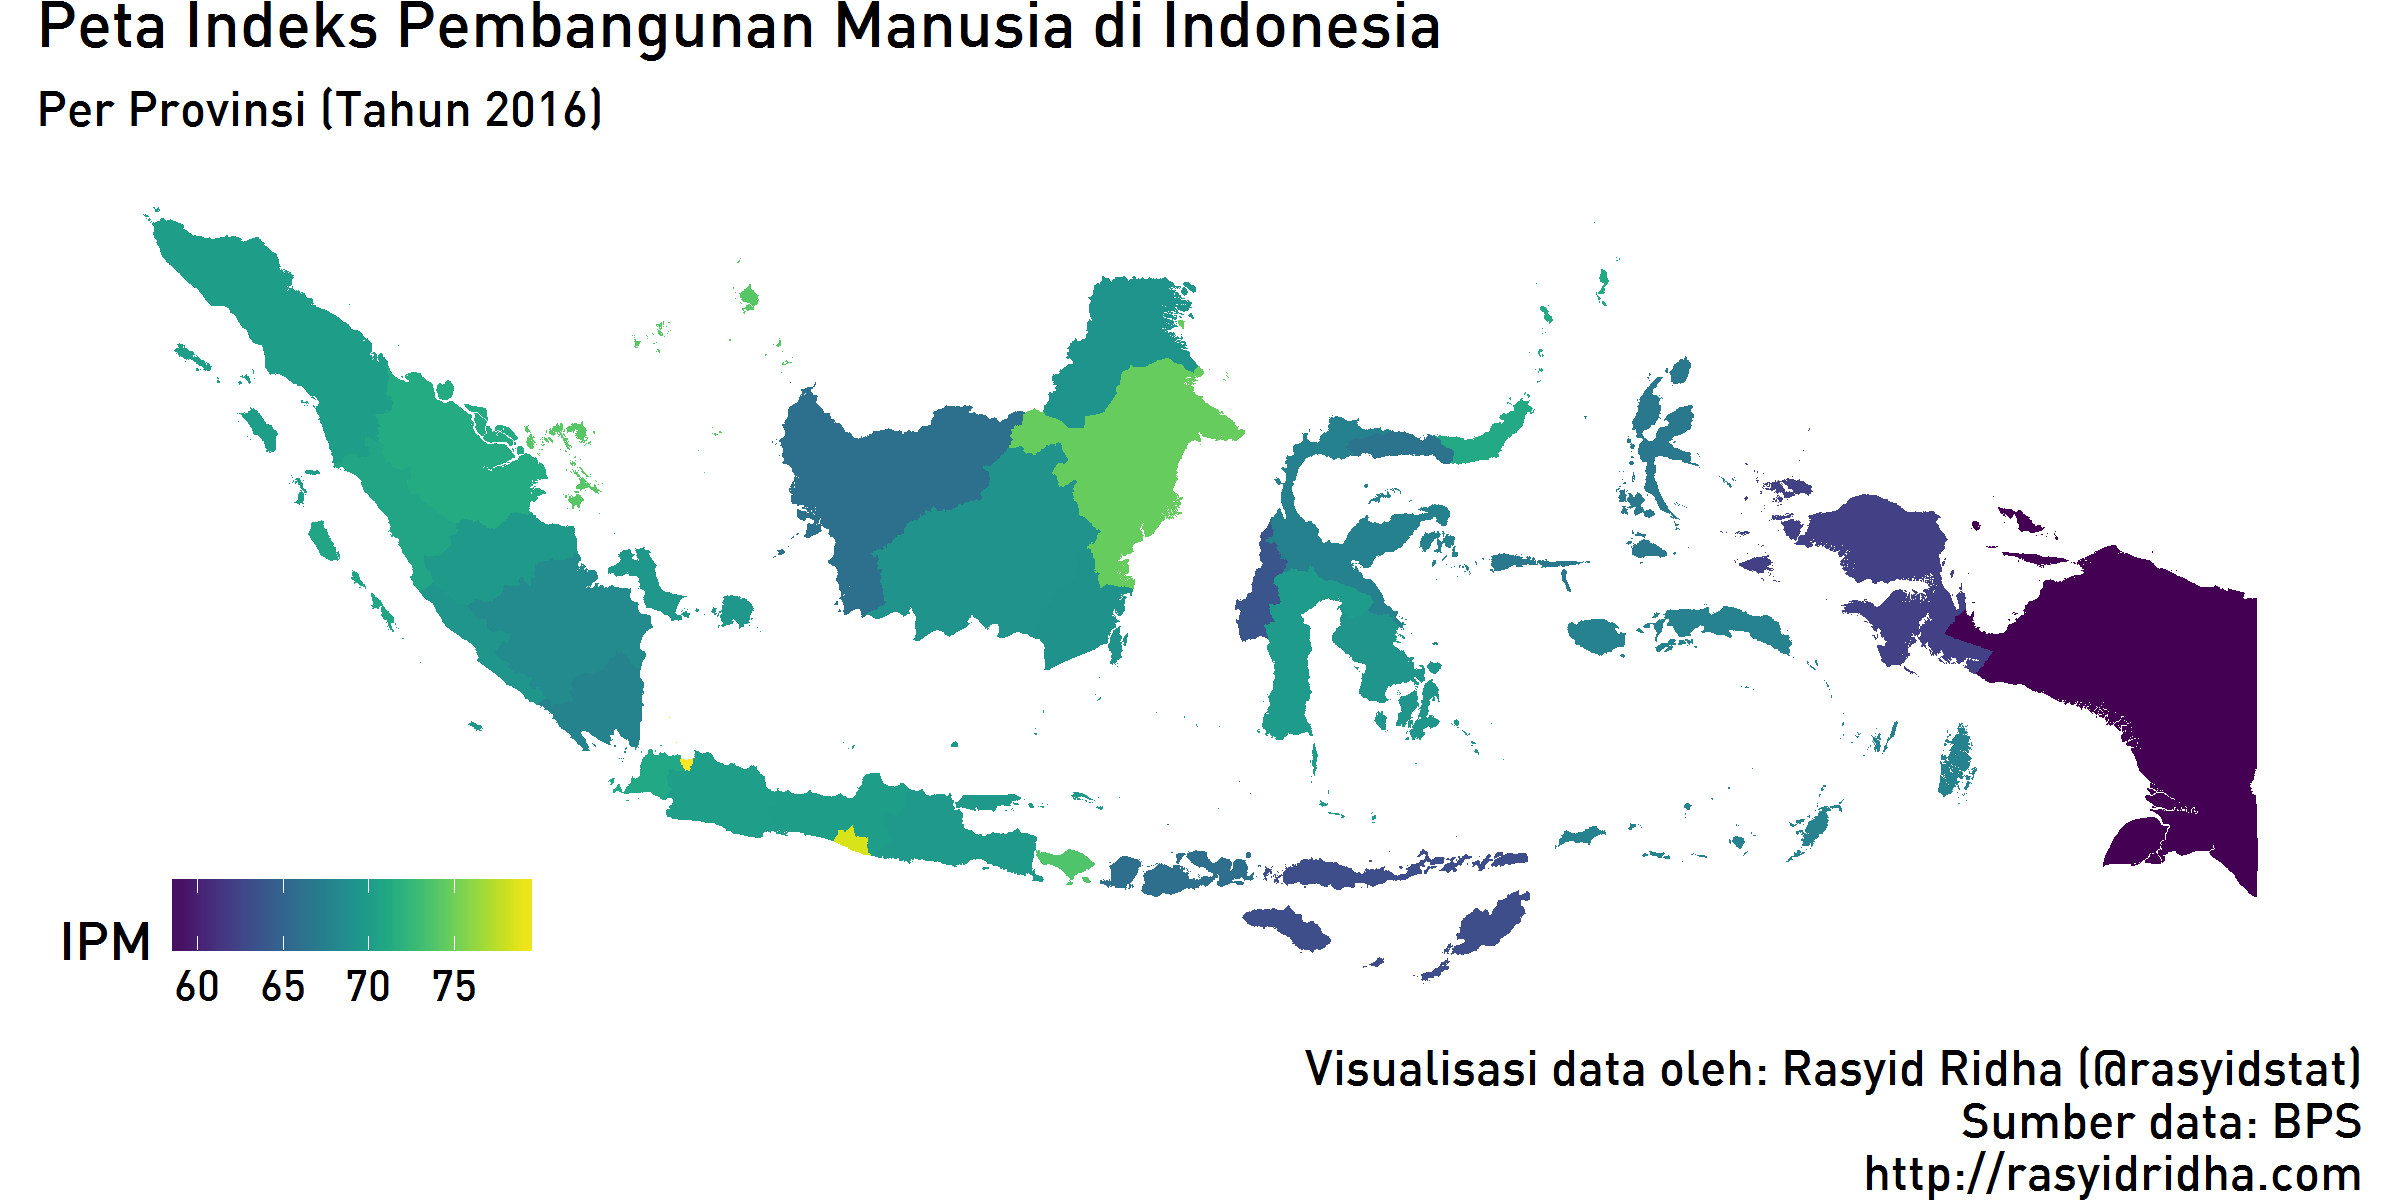 Peta Indeks Pembangunan Manusia di Indonesia
Per Provinsi (Tahun 2016)
IPM
60 65 70 75
Visualisasi data oleh: Rasyid Ridha (@rasyidstat)
Sumber data: BPS
http://rasyidridha.com